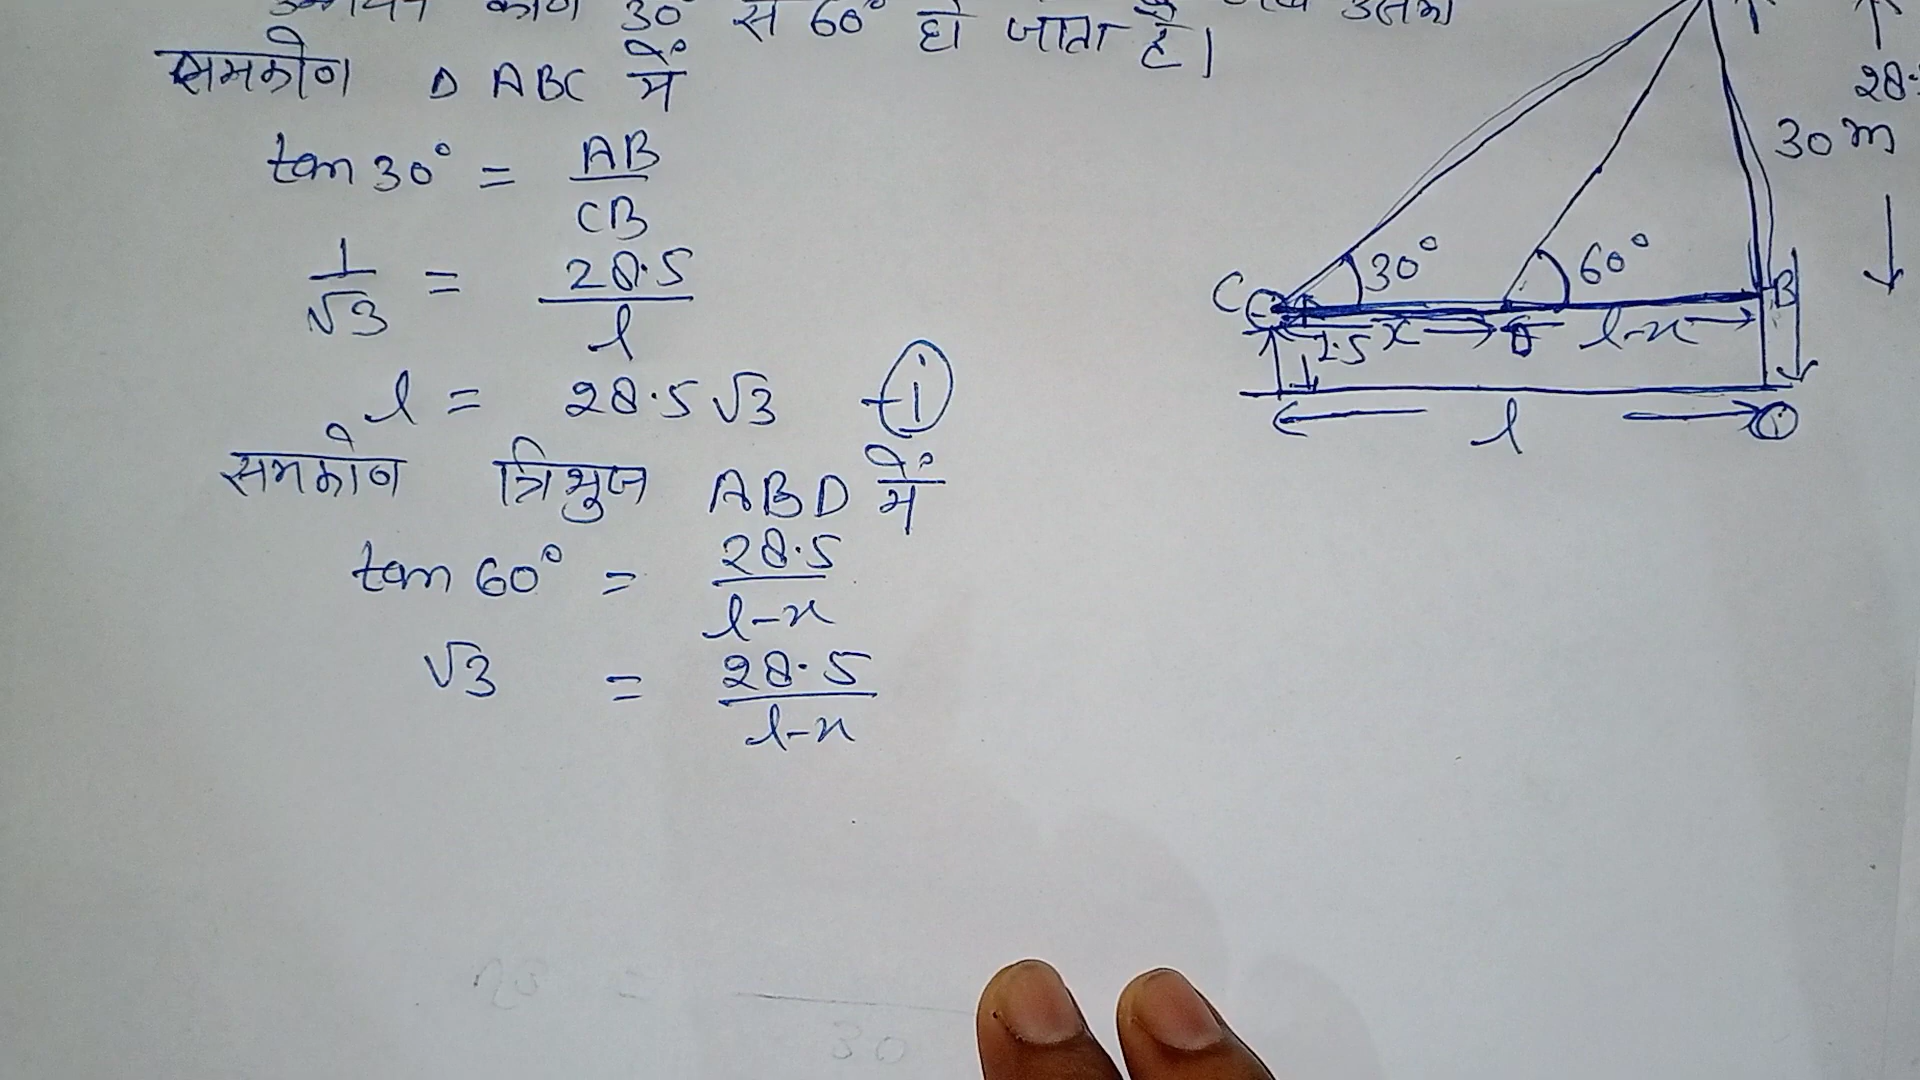 कोण 30° से 60° हो जाता है।
समकोण Δ ABC में
tan 30° = AB / CB
1 / √3 = 28.5 / l
l = 28.5 √3 - (i)
समकोण त्रिभुज ABD में
tan 60° = 28.5 / l-x
√3 = 28.5 / l-x
30 m
30°
60°
C
B
1.5
x
l-x
l